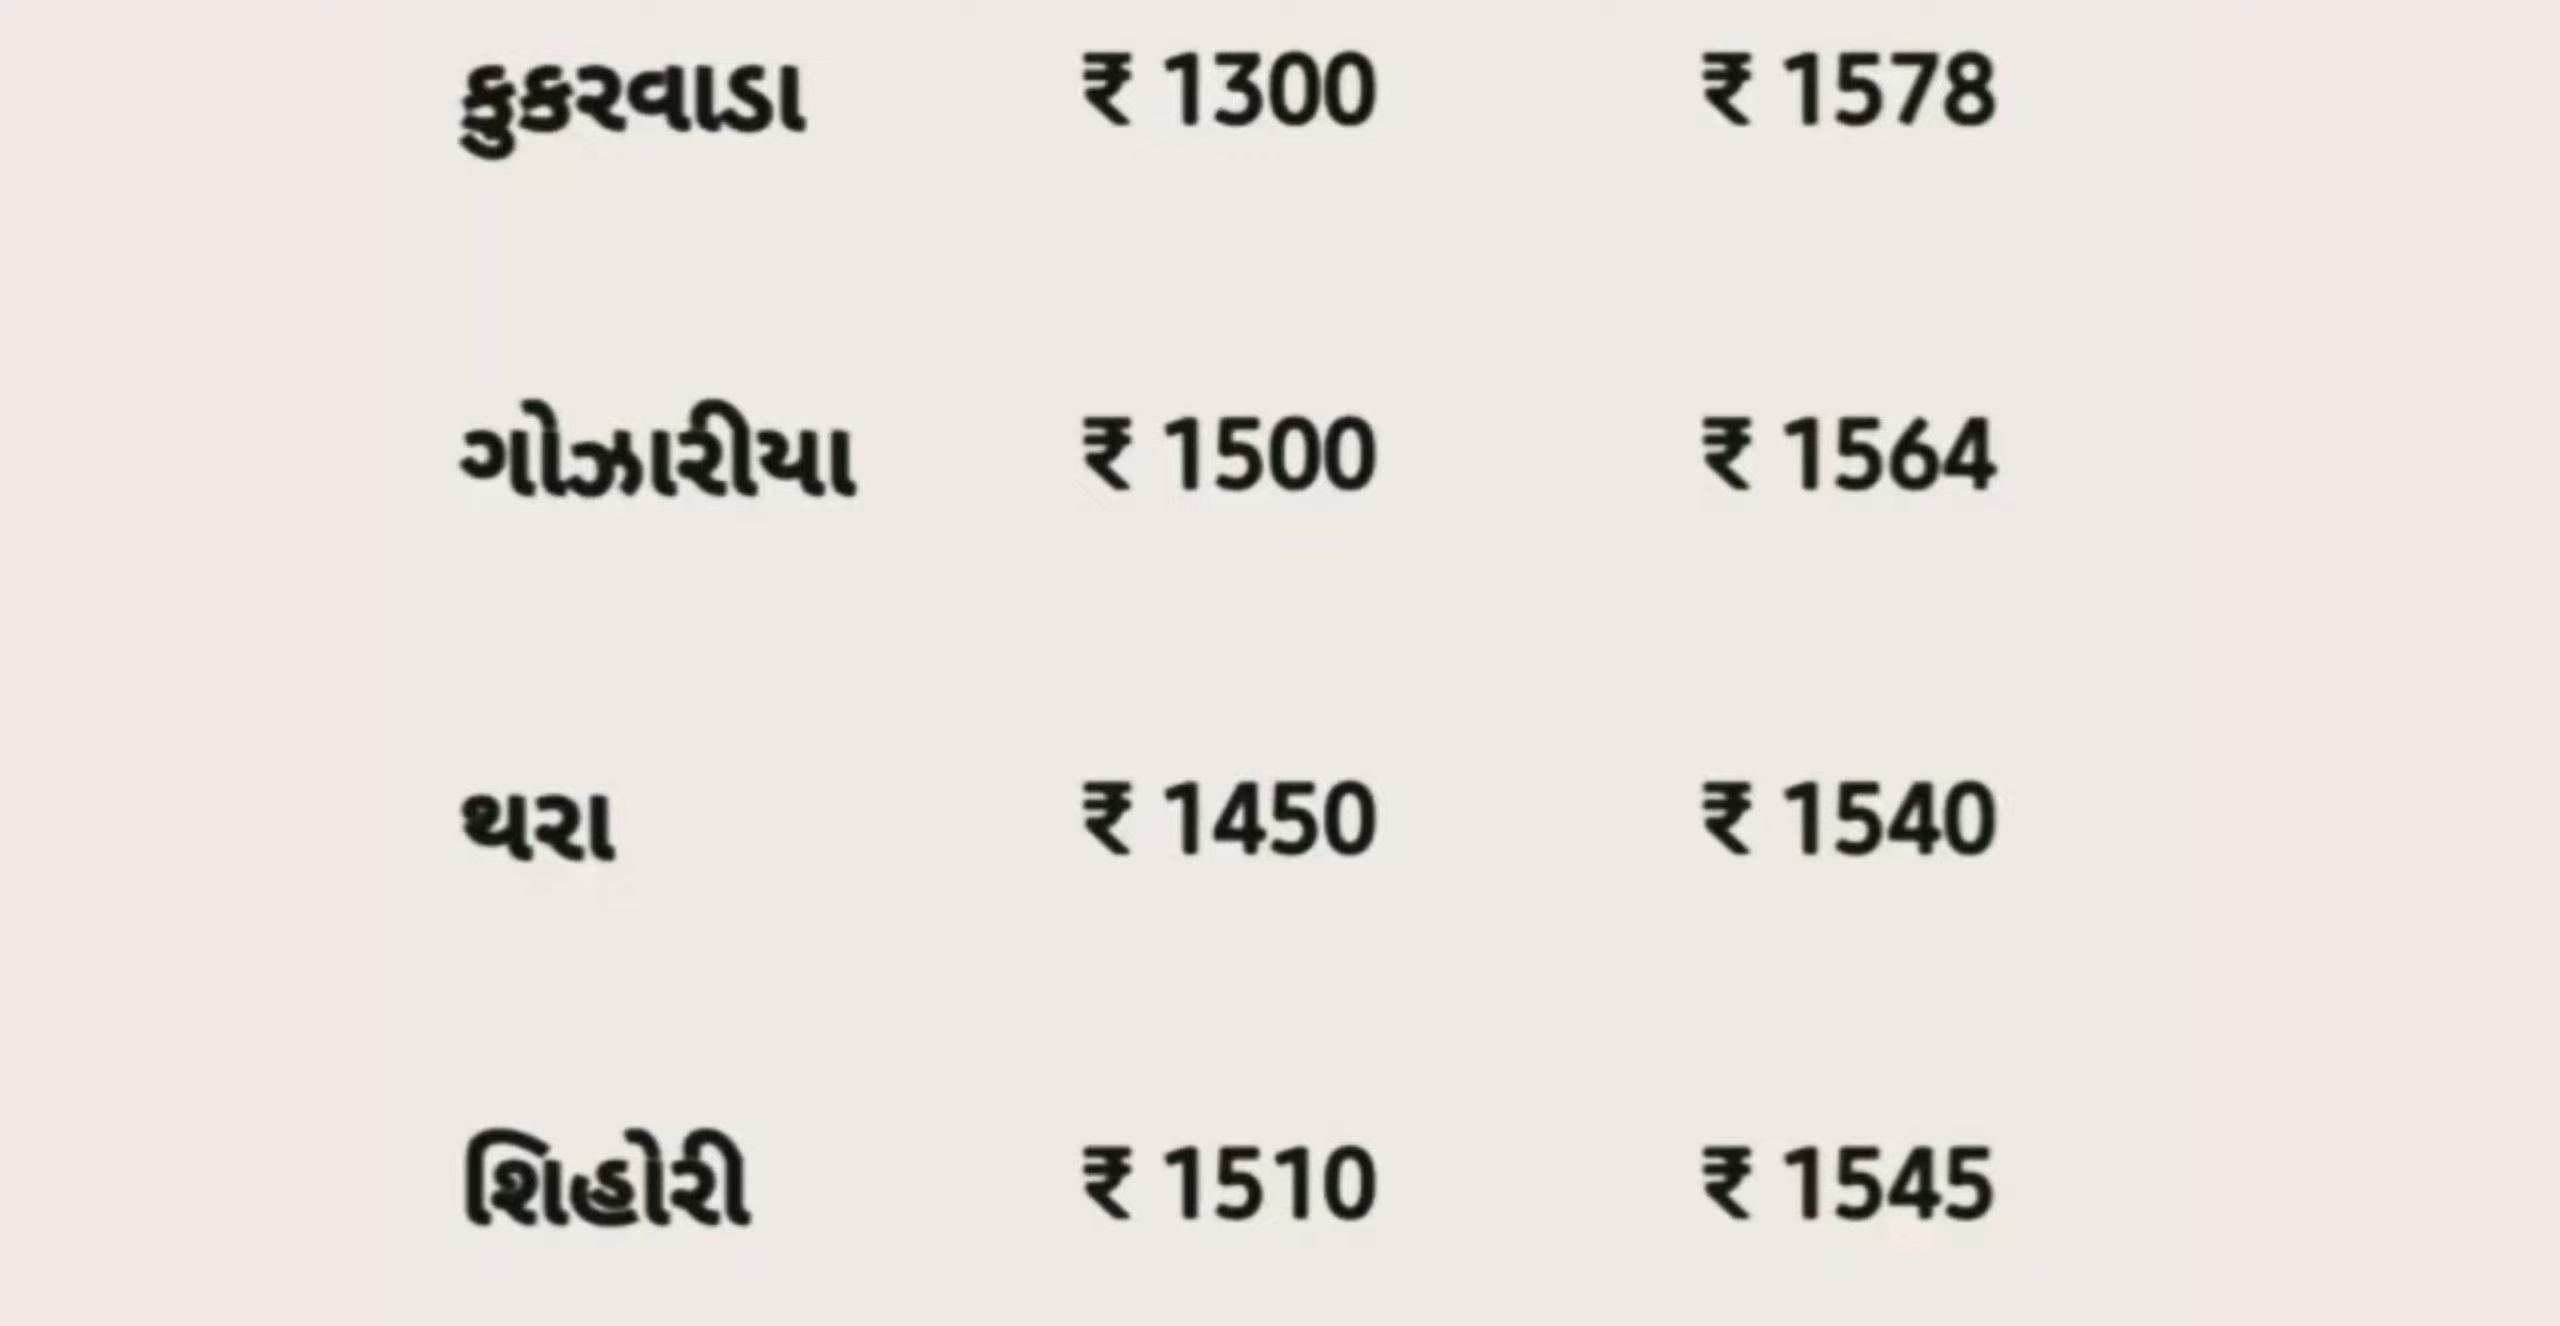 કુકરવાડા ₹ 1300 ₹ 1578
ગોઝારીયા ₹ 1500 ₹ 1564
થરા ₹ 1450 ₹ 1540
શિહોરી ₹ 1510 ₹ 1545